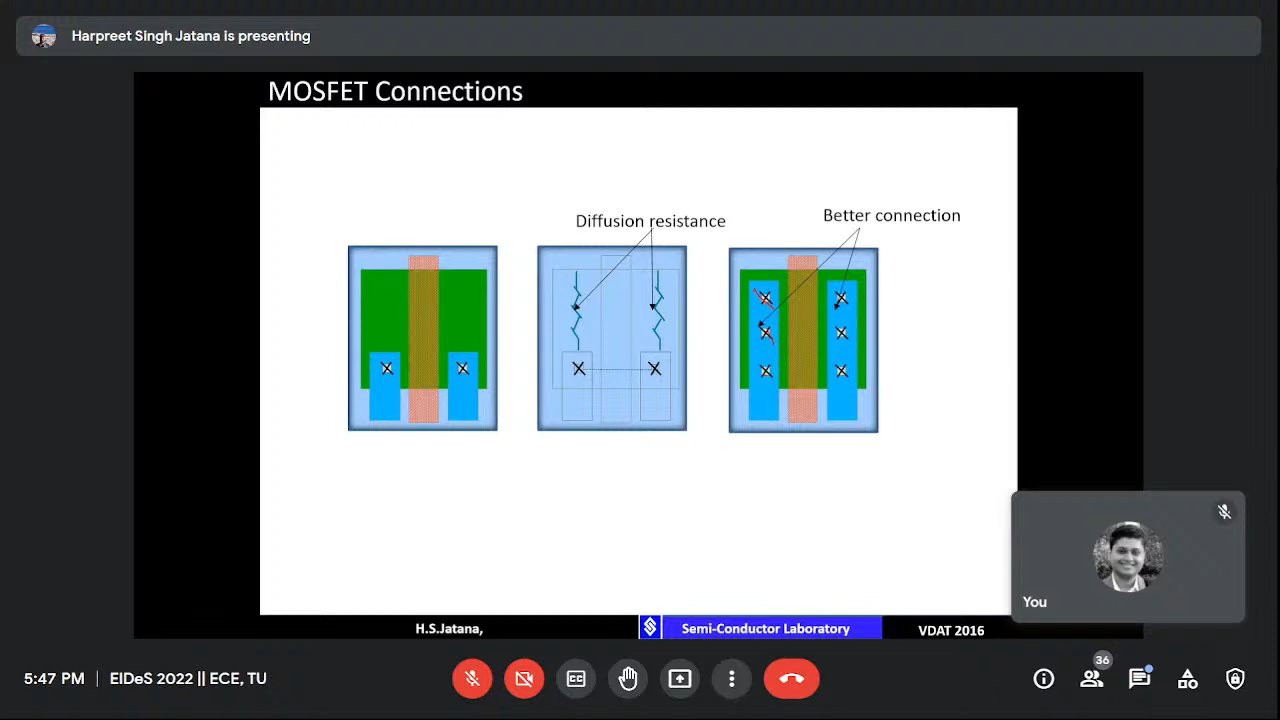 Harpreet Singh Jatana is presenting
MOSFET Connections
Diffusion resistance
Better connection
You
H.S.Jatana,
Semi-Conductor Laboratory
VDAT 2016
5:47 PM | EIDeS 2022 || ECE, TU
CC
36